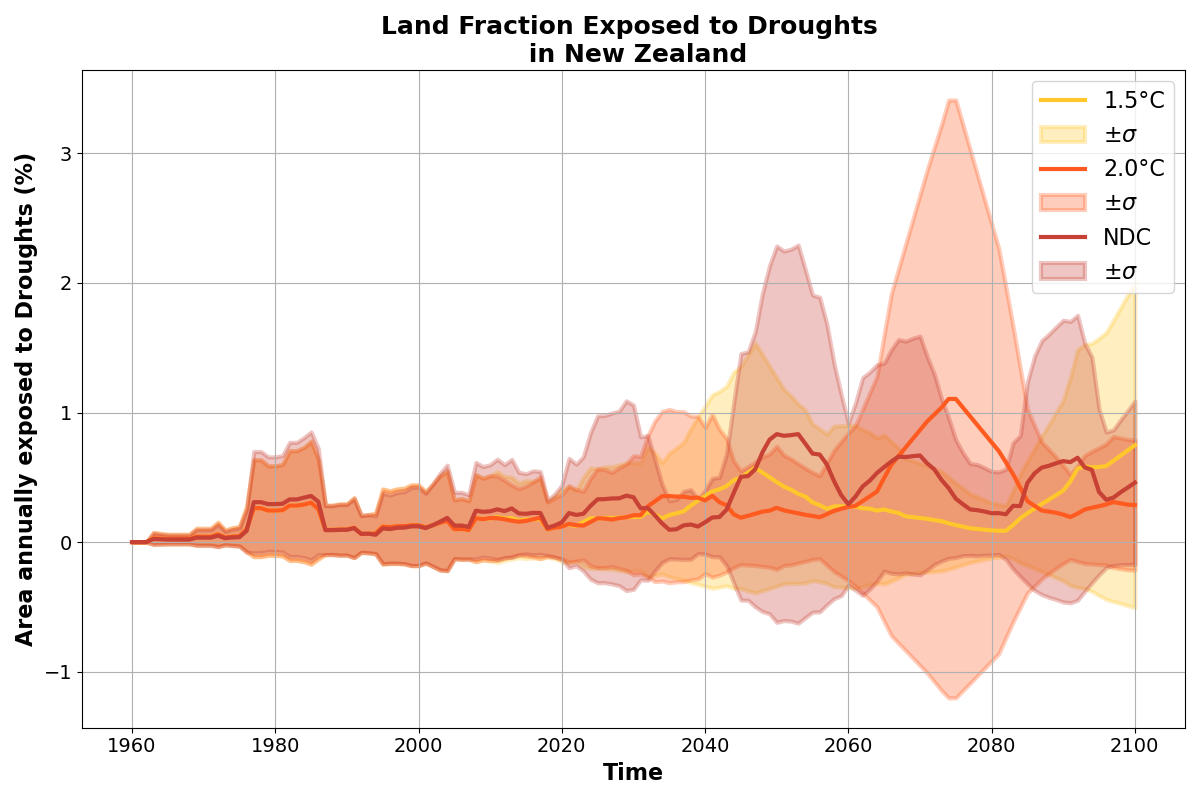 Land Fraction Exposed to Droughts
in New Zealand
Area annually exposed to Droughts (%)
3
2
1
0
−1
1960 1980 2000 2020 2040 2060 2080 2100
Time
1.5°C
±σ
2.0°C
±σ
NDC
±σ